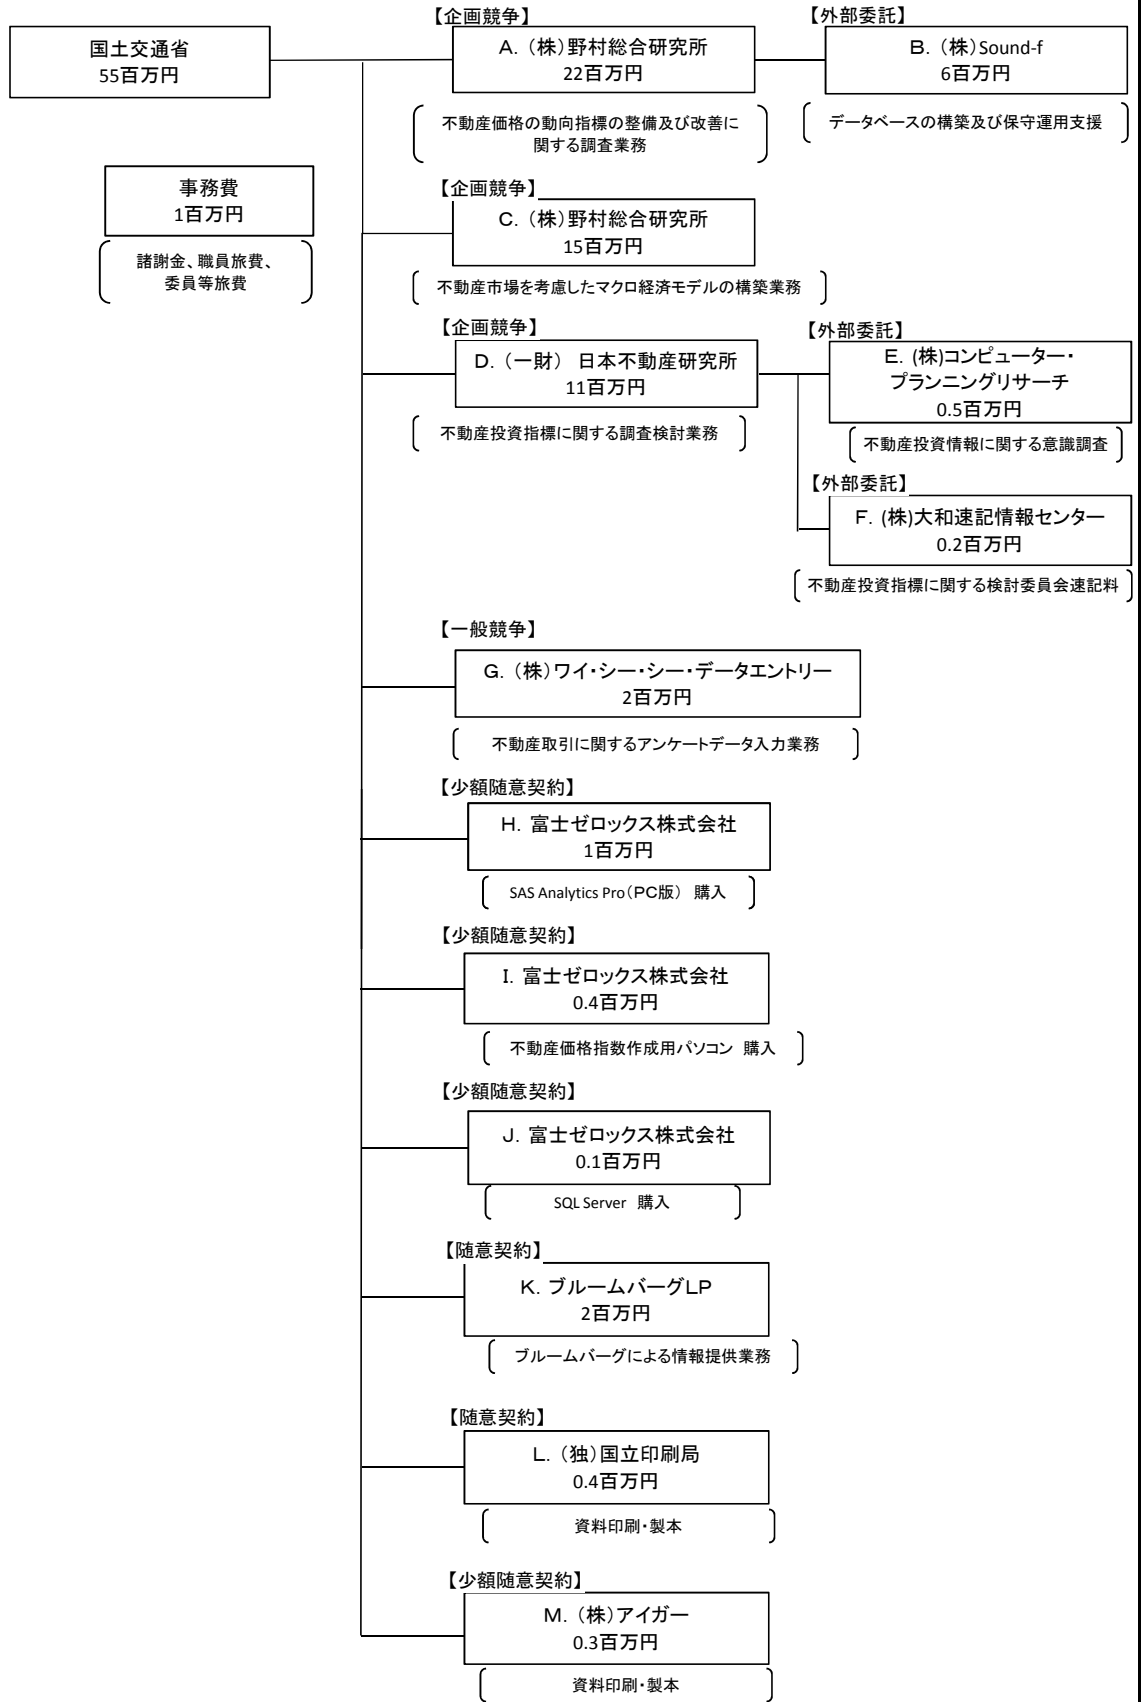 国土交通省
55百万円
【企画競争】
A. （株）野村総合研究所
22百万円
不動産価格の動向指標の整備及び改善に
関する調査業務
【外部委託】
B. （株）Sound-f
6百万円
データベースの構築及び保守運用支援
事務費
1百万円
諸謝金、職員旅費、
委員等旅費
【企画競争】
C. （株）野村総合研究所
15百万円
不動産市場を考慮したマクロ経済モデルの構築業務
【企画競争】
D. （一財） 日本不動産研究所
11百万円
不動産投資指標に関する調査検討業務
【外部委託】
E. (株)コンピューター・
プランニングリサーチ
0.5百万円
不動産投資情報に関する意識調査
【外部委託】
F. (株)大和速記情報センター
0.2百万円
不動産投資指標に関する検討委員会速記料
【一般競争】
G. （株）ワイ・シー・シー・データエントリー
2百万円
不動産取引に関するアンケートデータ入力業務
【少額随意契約】
H. 富士ゼロックス株式会社
1百万円
SAS Analytics Pro（PC版） 購入
【少額随意契約】
I. 富士ゼロックス株式会社
0.4百万円
不動産価格指数作成用パソコン 購入
【少額随意契約】
J. 富士ゼロックス株式会社
0.1百万円
SQL Server 購入
【随意契約】
K. ブルームバーグLP
2百万円
ブルームバーグによる情報提供業務
【随意契約】
L. （独）国立印刷局
0.4百万円
資料印刷・製本
【少額随意契約】
M. （株）アイガー
0.3百万円
資料印刷・製本